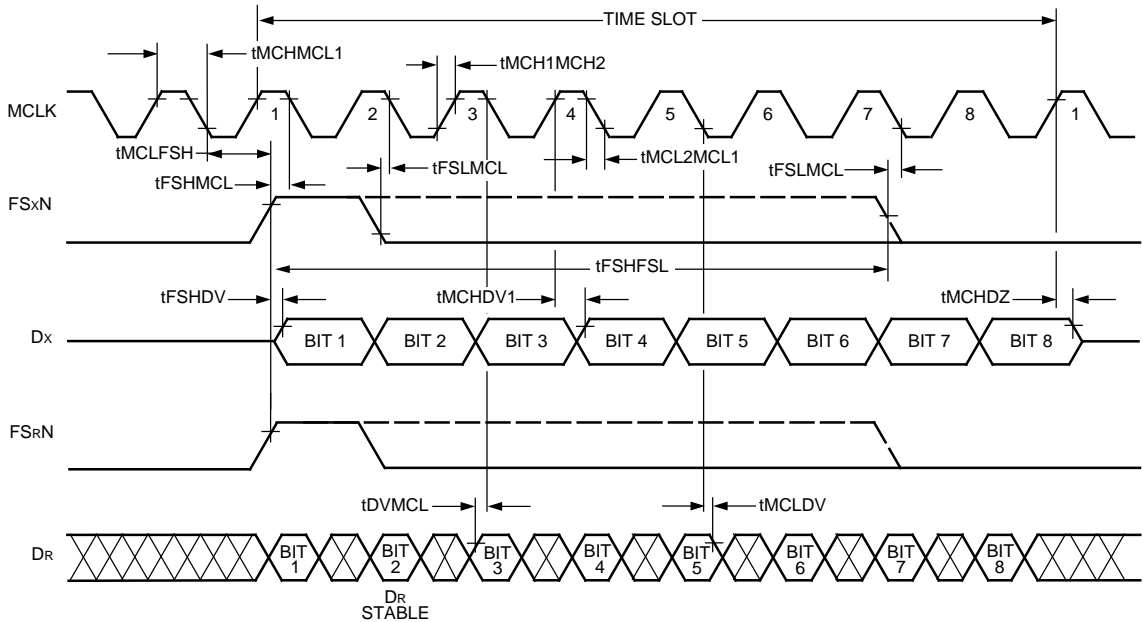 TIME SLOT
tMCHMCL1
tMCH1MCH2
MCLK
1 2 3 4 5 6 7 8 1
tMCLFSH
tFSLMCL
tMCL2MCL1
tFSLMCL
tFSHMCL
FSXN
tFSHFSL
tFSHDV
tMCHDV1
tMCHDZ
DX
BIT 1 BIT 2 BIT 3 BIT 4 BIT 5 BIT 6 BIT 7 BIT 8
FSRN
tDVMCL
tMCLDV
DR
BIT 1 BIT 2 BIT 3 BIT 4 BIT 5 BIT 6 BIT 7 BIT 8
DR
STABLE